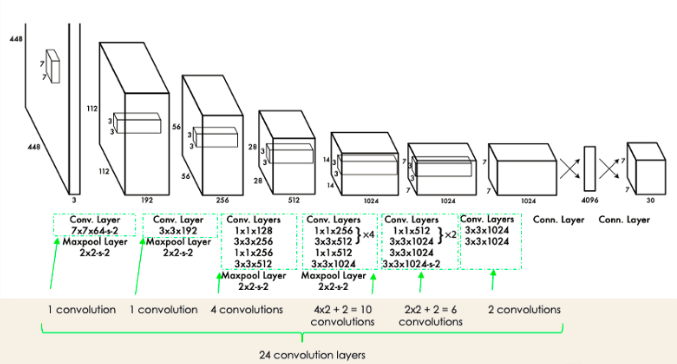 448
448
3
7
7
112
112
192
3
3
56
56
256
3
3
28
28
512
3
3
14
14
1024
3
3
7
7
1024
3
3
7
7
1024
4096
7
7
30
Conv. Layer
7x7x64-s-2
Maxpool Layer
2x2-s-2
Conv. Layer
3x3x192
Maxpool Layer
2x2-s-2
Conv. Layers
1x1x128
3x3x256
1x1x256
3x3x512
Maxpool Layer
2x2-s-2
Conv. Layers
1x1x256
3x3x512
}x4
1x1x512
3x3x1024
Maxpool Layer
2x2-s-2
Conv. Layers
1x1x512
3x3x1024
}x2
3x3x1024
3x3x1024-s-2
Conv. Layers
3x3x1024
3x3x1024
Conn. Layer
Conn. Layer
1 convolution
1 convolution
4 convolutions
4x2 + 2 = 10
convolutions
2x2 + 2 = 6
convolutions
2 convolutions
24 convolution layers